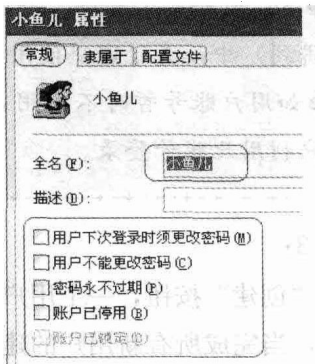 小鱼儿 属性
常规 隶属于 配置文件
小鱼儿
全名(F): 小鱼儿
描述(D):
用户下次登录时须更改密码(M)
用户不能更改密码(C)
密码永不过期(P)
账户已停用(B)
账户已锁定(O)